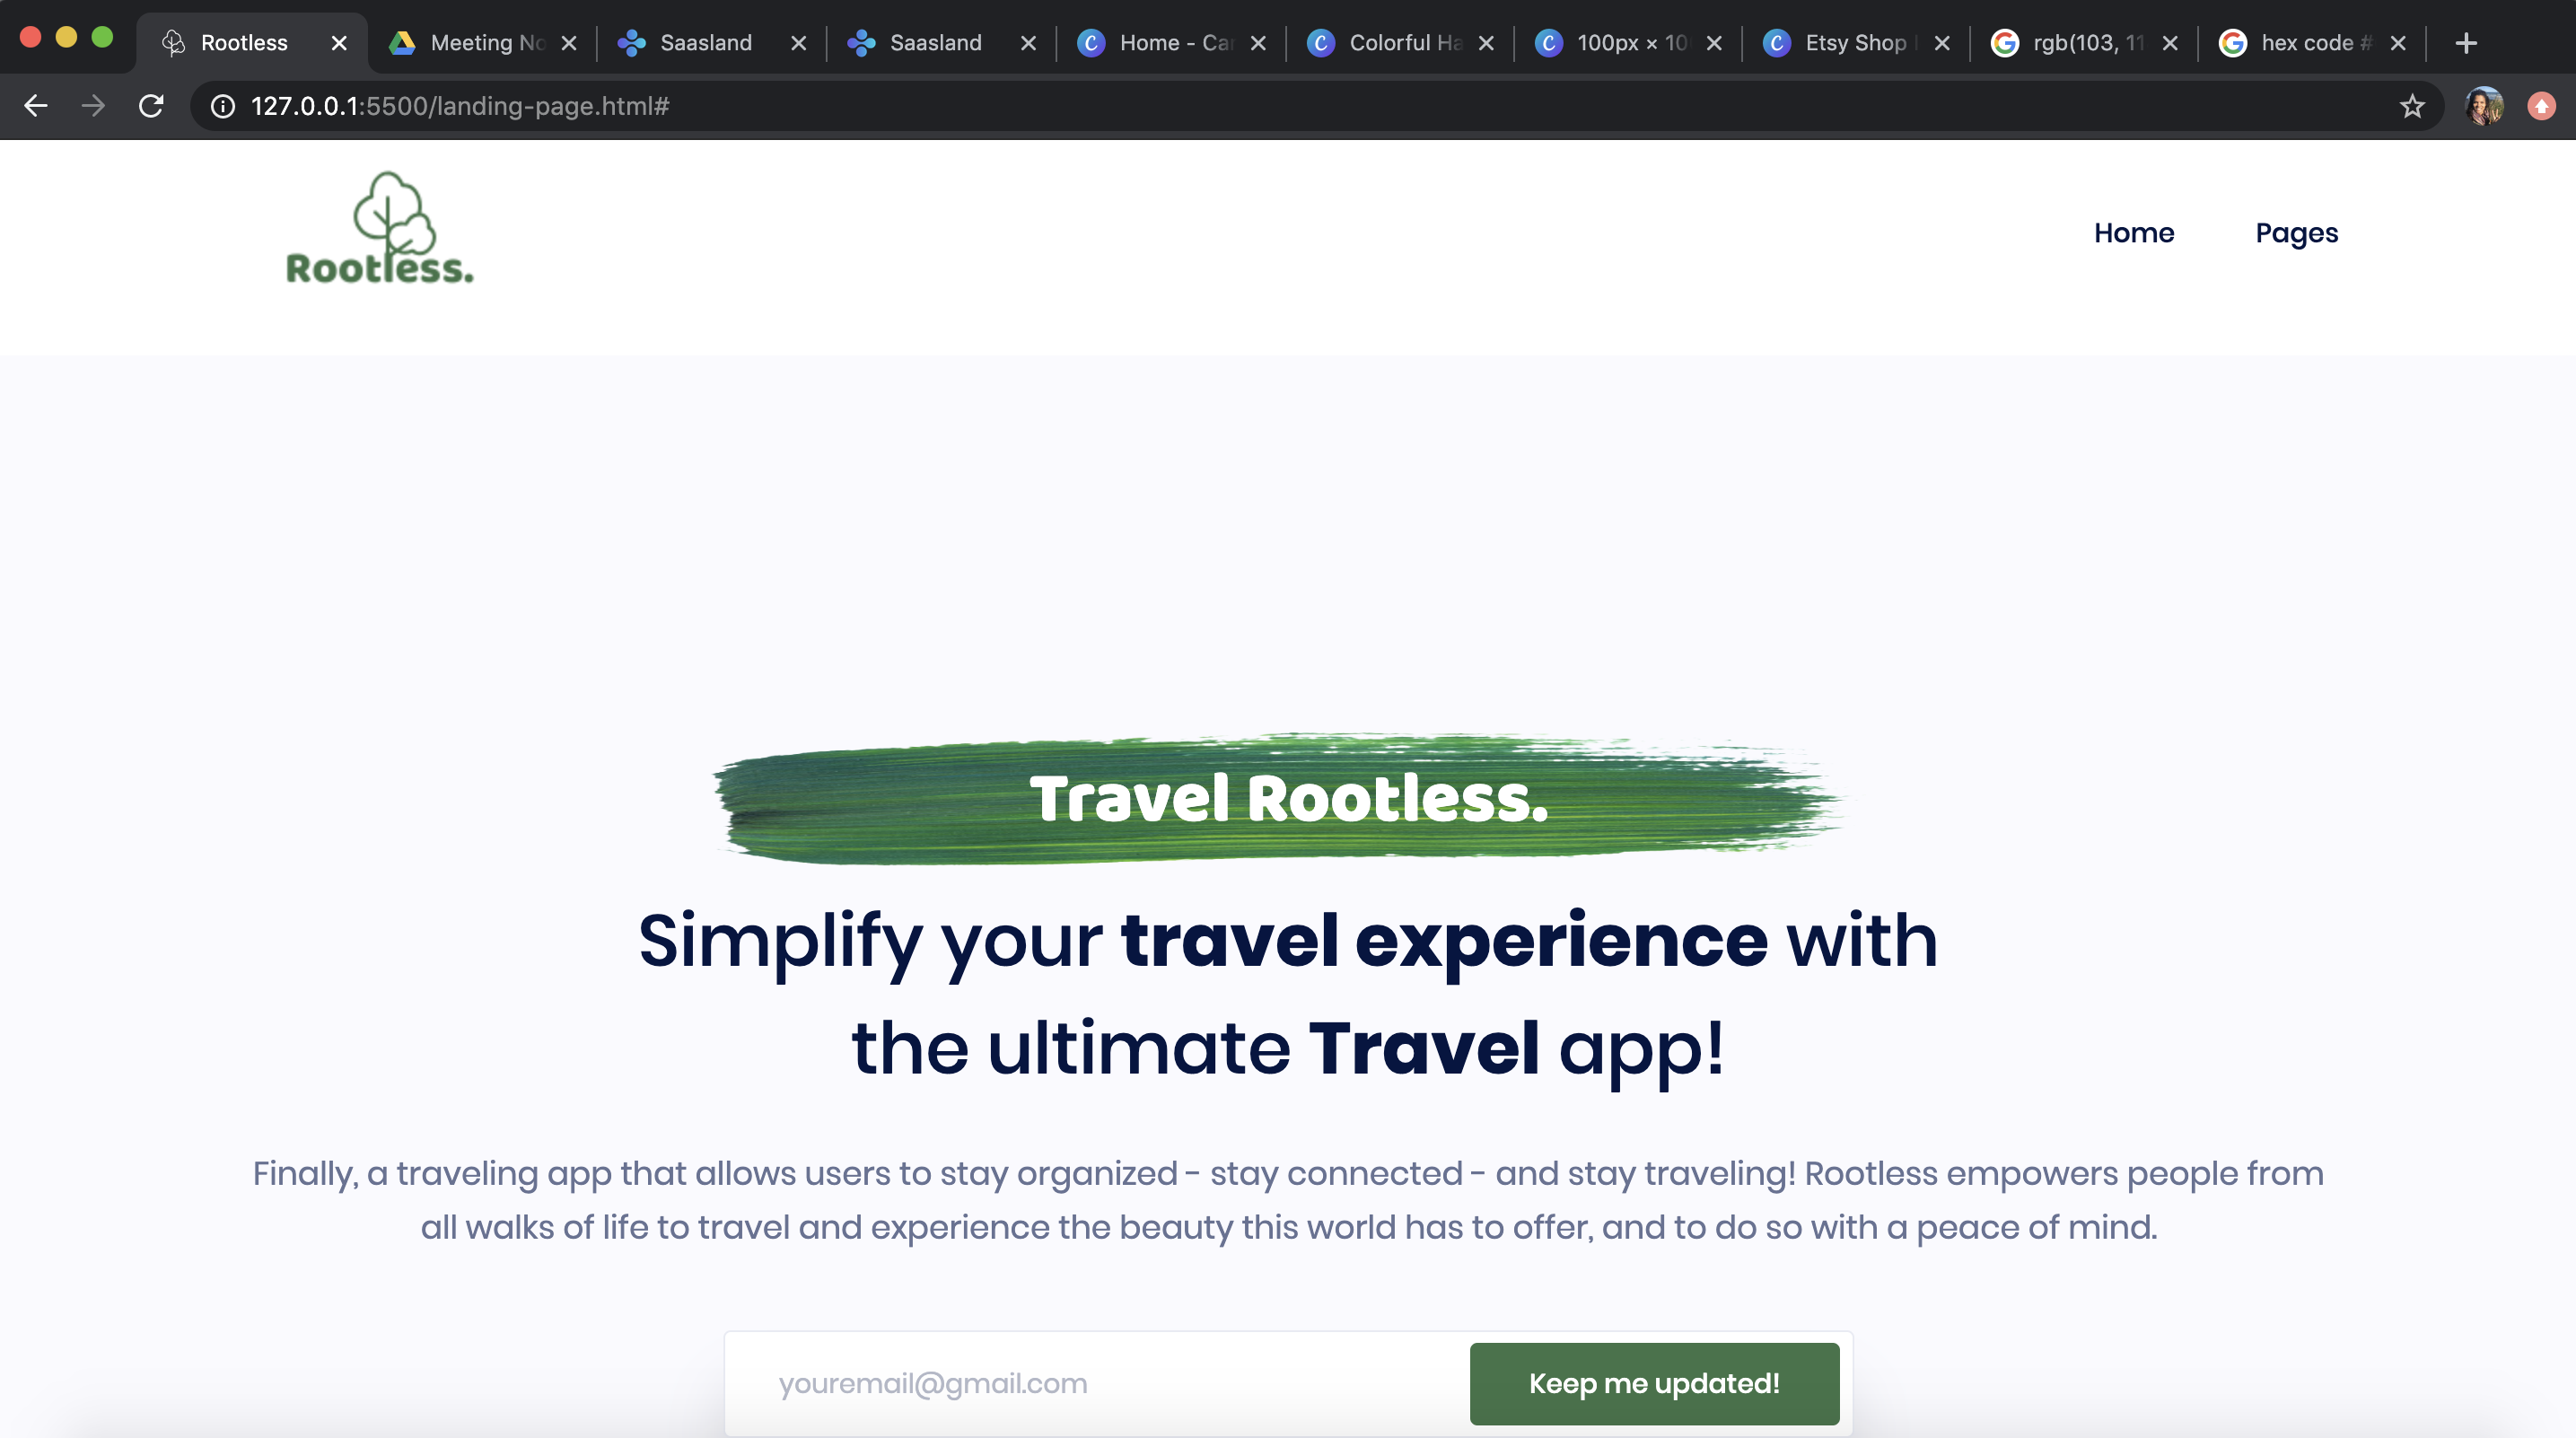 Rootless
Meeting No
Saasland
Saasland
Home - Ca
Colorful Ha
100px × 10
Etsy Shop
rgb(103, 11
hex code #
127.0.0.1:5500/landing-page.html#
Rootless.
Home
Pages
Travel Rootless.
Simplify your travel experience with
the ultimate Travel app!
Finally, a traveling app that allows users to stay organized - stay connected - and stay traveling! Rootless empowers people from
all walks of life to travel and experience the beauty this world has to offer, and to do so with a peace of mind.
youremail@gmail.com
Keep me updated!